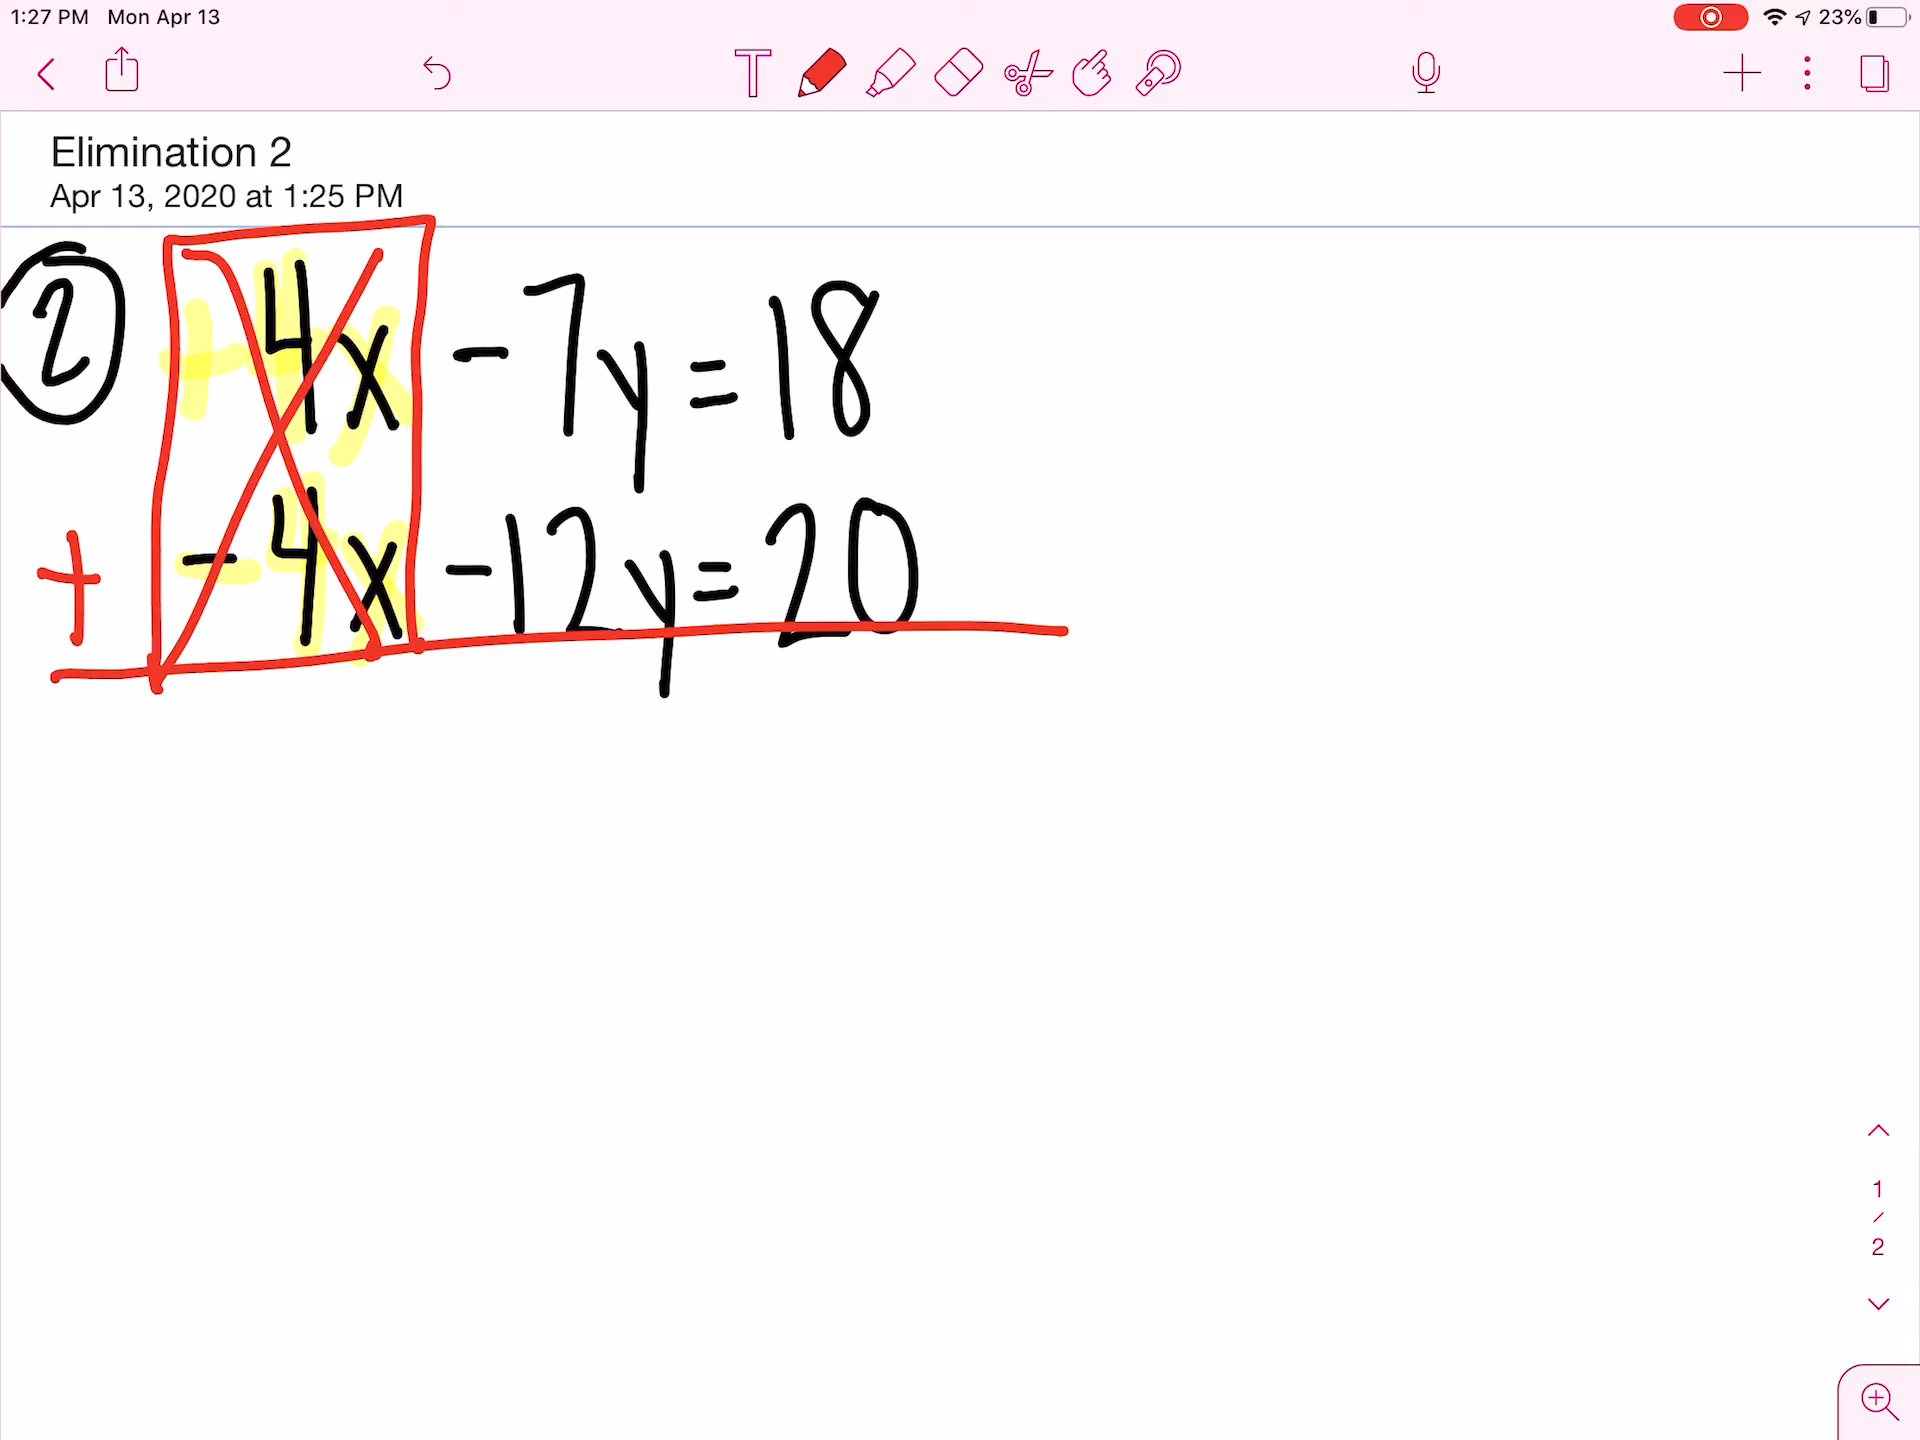 1:27 PM Mon Apr 13 23%
T
Elimination 2
Apr 13, 2020 at 1:25 PM
2 +4x -7y = 18
+ -4x -12y = 20
1
/
2